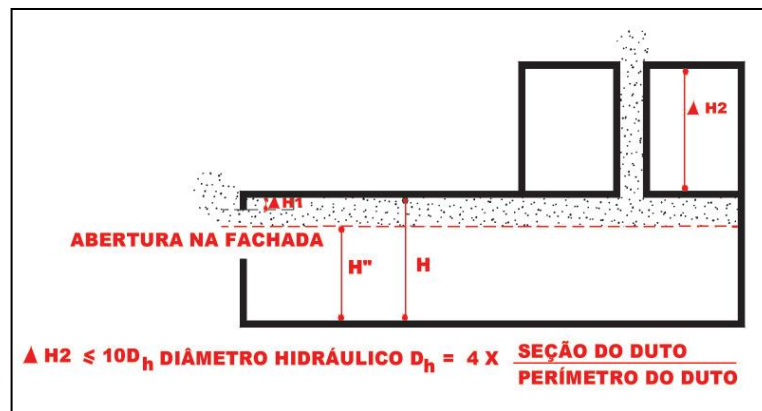 ▲ H2
▲ H1
ABERTURA NA FACHADA
H" H
▲ H2 ≤ 10Dh DIÂMETRO HIDRÁULICO Dh = 4 X SEÇÃO DO DUTO
PERÍMETRO DO DUTO